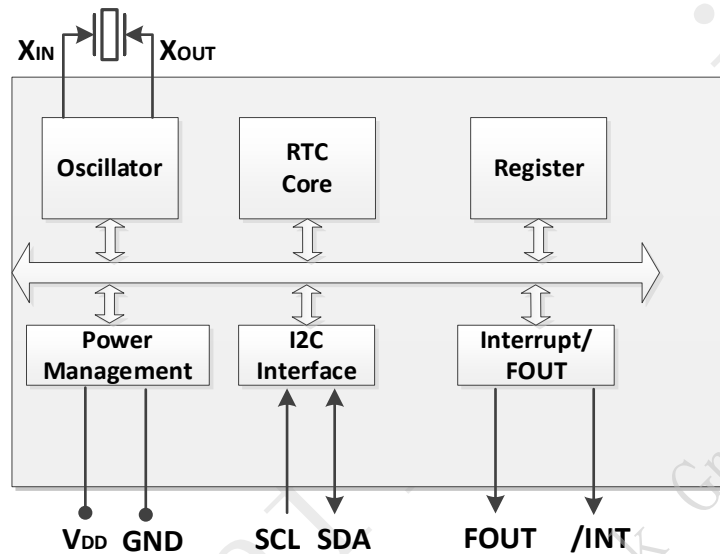 XIN XOUT
Oscillator
RTC
Core
Register
Power
Management
I2C
Interface
Interrupt/
FOUT
VDD GND SCL SDA FOUT /INT